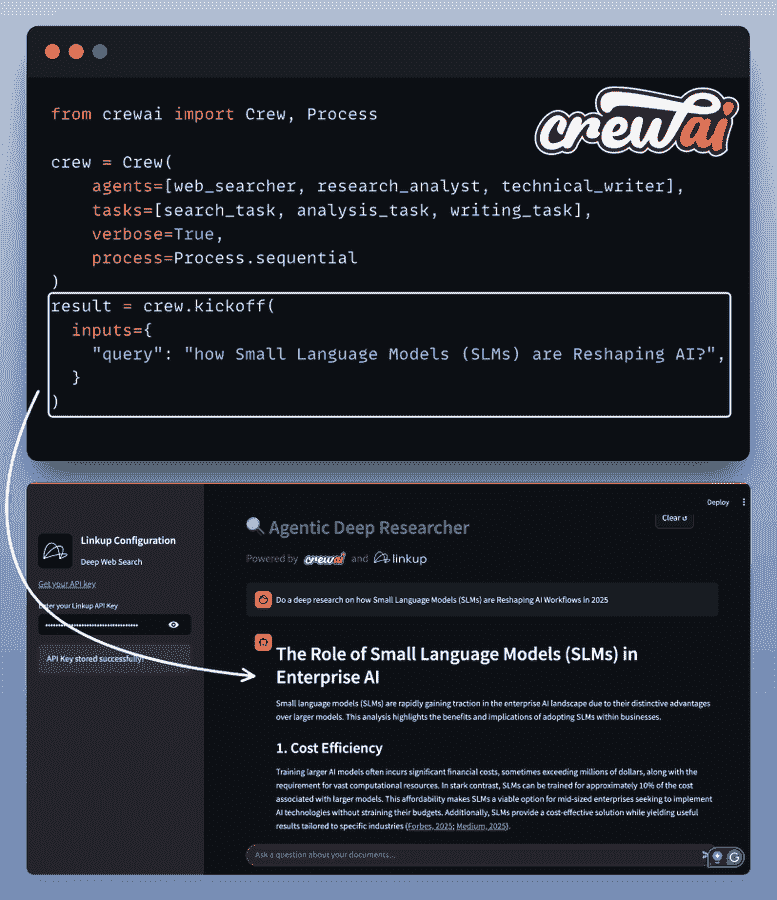 from crewai import Crew, Process
crewai
crew = Crew(
agents=[web_searcher, research_analyst, technical_writer],
tasks=[search_task, analysis_task, writing_task],
verbose=True,
process=Process.sequential
)
result = crew.kickoff(
inputs={
"query": "how Small Language Models (SLMs) are Reshaping AI?",
}
)
Deploy
Clear ↺
Linkup Configuration
Deep Web Search
Get your API key
Enter your Linkup API Key
API Key stored successfully!
Agentic Deep Researcher
Powered by crewai and linkup
Do a deep research on how Small Language Models (SLMs) are Reshaping AI Workflows in 2025
The Role of Small Language Models (SLMs) in
Enterprise AI
Small language models (SLMs) are rapidly gaining traction in the enterprise AI landscape due to their distinctive advantages
over larger models. This analysis highlights the benefits and implications of adopting SLMs within businesses.
1. Cost Efficiency
Training larger AI models often incurs significant financial costs, sometimes exceeding millions of dollars, along with the
requirement for vast computational resources. In stark contrast, SLMs can be trained for approximately 10% of the cost
associated with larger models. This affordability makes SLMs a viable option for mid-sized enterprises seeking to implement
AI technologies without straining their budgets. Additionally, SLMs provide a cost-effective solution while yielding useful
results tailored to specific industries (Forbes, 2025; Medium, 2025).
Ask a question about your documents...